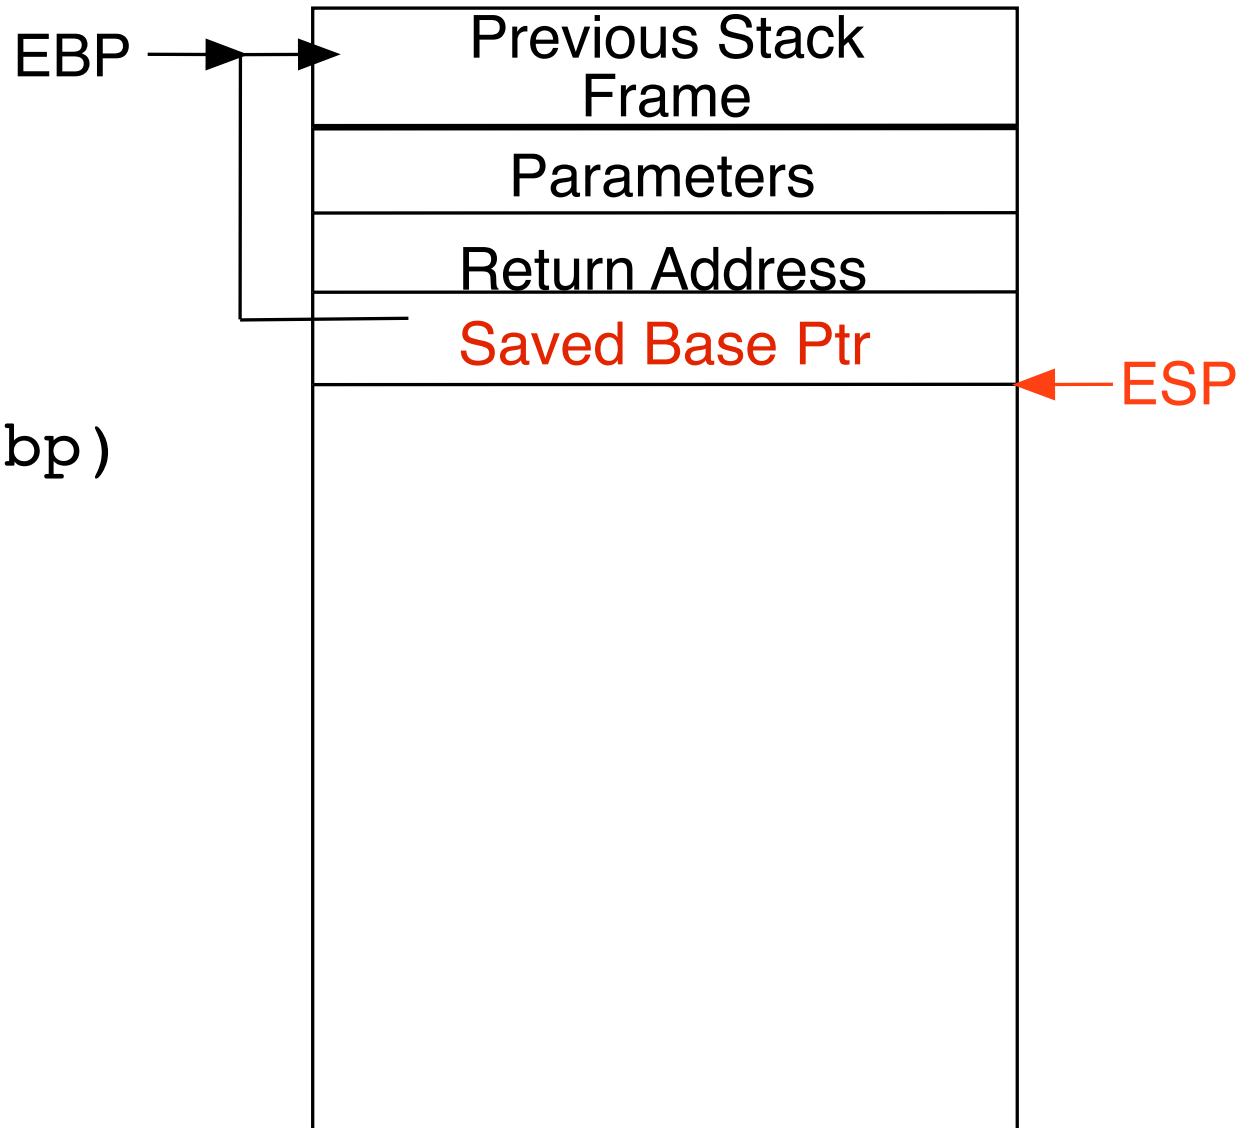 EBP
Previous Stack
Frame
Parameters
Return Address
Saved Base Ptr
ESP
bp)